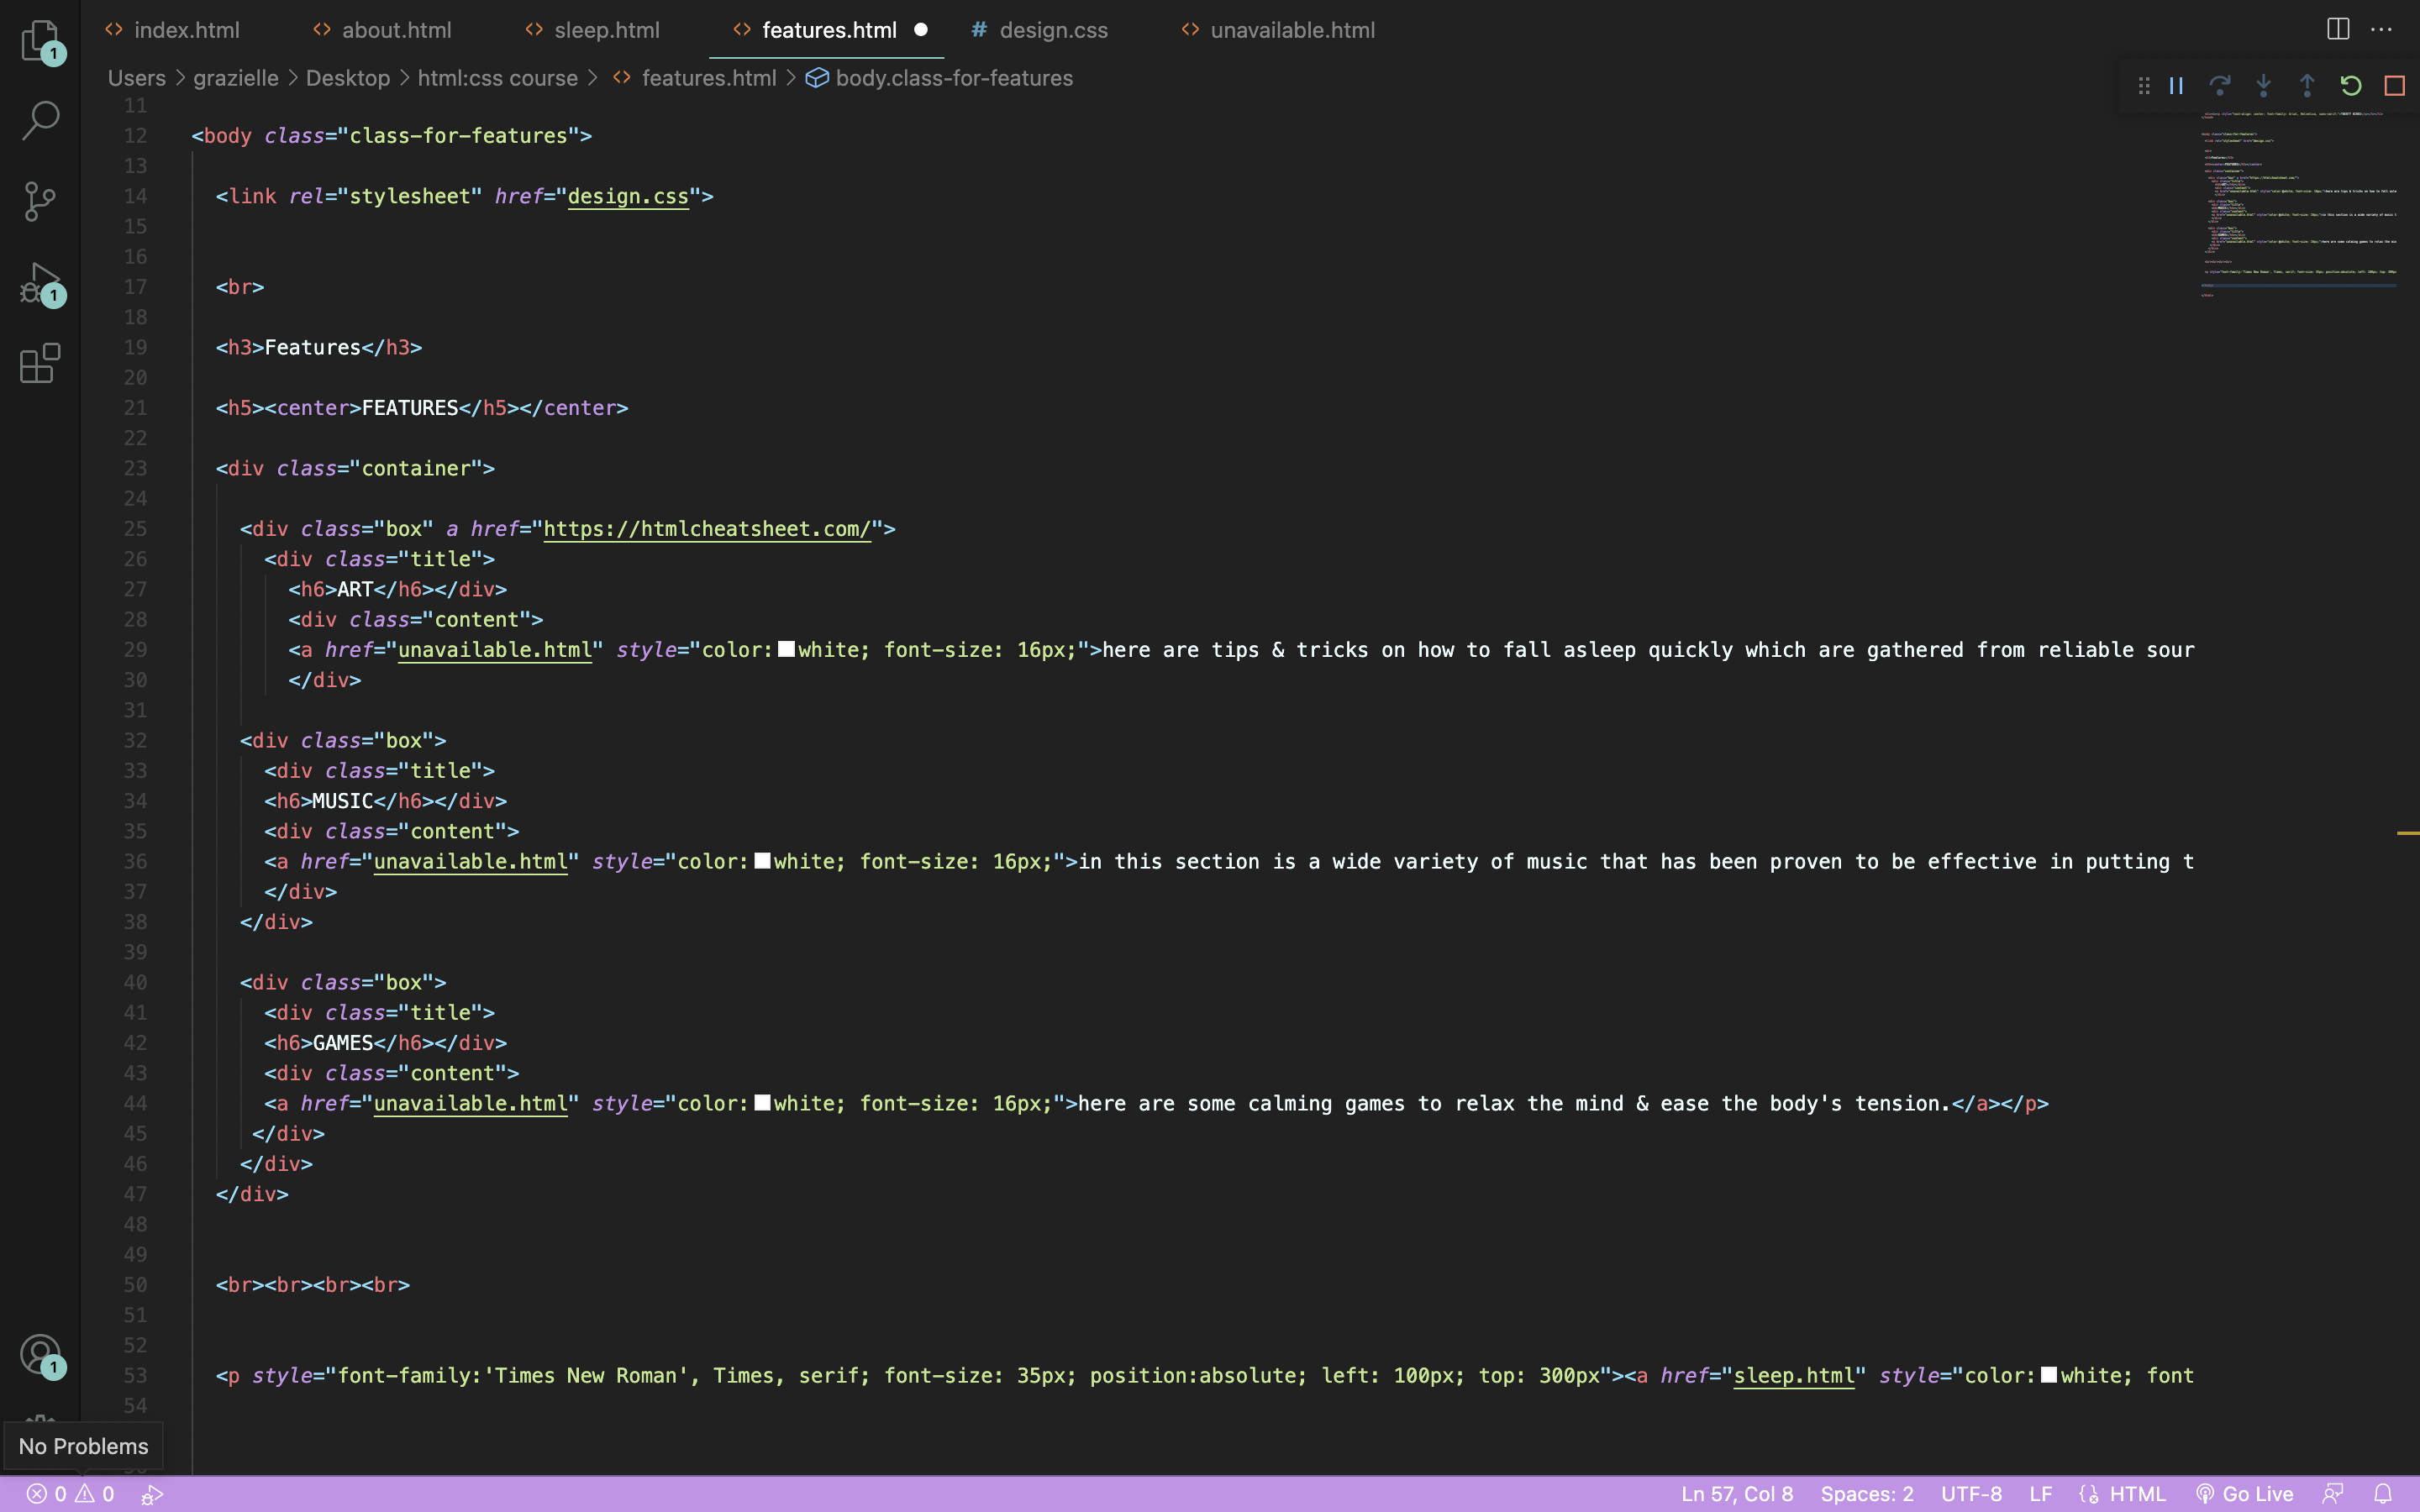 index.html about.html sleep.html features.html design.css unavailable.html
Users > grazielle > Desktop > html:css course > features.html > body.class-for-features
11
12 <body class="class-for-features">
13
14 <link rel="stylesheet" href="design.css">
15
16
17 <br>
18
19 <h3>Features</h3>
20
21 <h5><center>FEATURES</h5></center>
22
23 <div class="container">
24
25 <div class="box" a href="https://htmlcheatsheet.com/">
26 <div class="title">
27 <h6>ART</h6></div>
28 <div class="content">
29 <a href="unavailable.html" style="color:white; font-size: 16px;">here are tips & tricks on how to fall asleep quickly which are gathered from reliable sour
30 </div>
31
32 <div class="box">
33 <div class="title">
34 <h6>MUSIC</h6></div>
35 <div class="content">
36 <a href="unavailable.html" style="color:white; font-size: 16px;">in this section is a wide variety of music that has been proven to be effective in putting t
37 </div>
38 </div>
39
40 <div class="box">
41 <div class="title">
42 <h6>GAMES</h6></div>
43 <div class="content">
44 <a href="unavailable.html" style="color:white; font-size: 16px;">here are some calming games to relax the mind & ease the body's tension.</a></p>
45 </div>
46 </div>
47 </div>
48
49
50 <br><br><br><br>
51
52
53 <p style="font-family:'Times New Roman', Times, serif; font-size: 35px; position:absolute; left: 100px; top: 300px"><a href="sleep.html" style="color:white; font
54
1
1
1
No Problems
0 0 Ln 57, Col 8 Spaces: 2 UTF-8 LF HTML Go Live